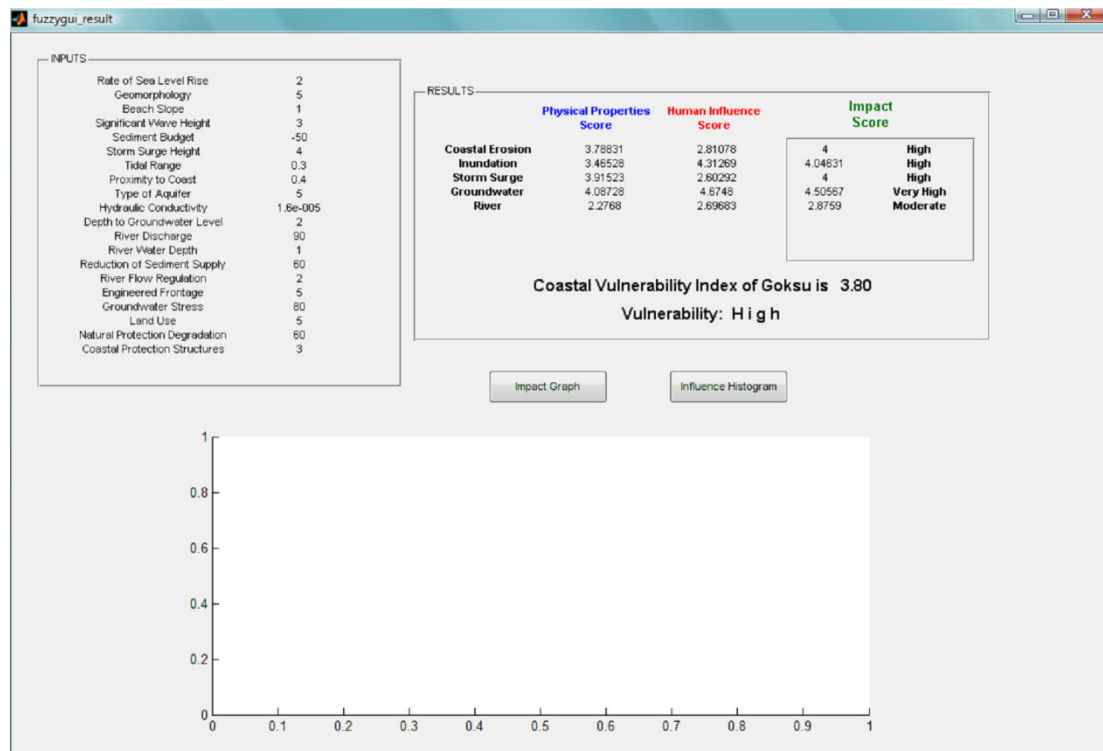 fuzzygui_result
INPUTS
Rate of Sea Level Rise 2
Geomorphology 5
Beach Slope 1
Significant Wave Height 3
Sediment Budget -50
Storm Surge Height 4
Tidal Range 0.3
Proximity to Coast 0.4
Type of Aquifer 5
Hydraulic Conductivity 1.6e-005
Depth to Groundwater Level 2
River Discharge 90
River Water Depth 1
Reduction of Sediment Supply 60
River Flow Regulation 2
Engineered Frontage 5
Groundwater Stress 80
Land Use 5
Natural Protection Degradation 60
Coastal Protection Structures 3
RESULTS
Physical Properties Human Influence Impact
Score Score Score
Coastal Erosion 3.78831 2.81078 4 High
Inundation 3.46528 4.31269 4.04631 High
Storm Surge 3.91523 2.60292 4 High
Groundwater 4.08728 4.6748 4.50567 Very High
River 2.2768 2.69683 2.8759 Moderate
Coastal Vulnerability Index of Goksu is 3.80
Vulnerability: H i g h
Impact Graph Influence Histogram
1
0.8
0.6
0.4
0.2
0
0 0.1 0.2 0.3 0.4 0.5 0.6 0.7 0.8 0.9 1